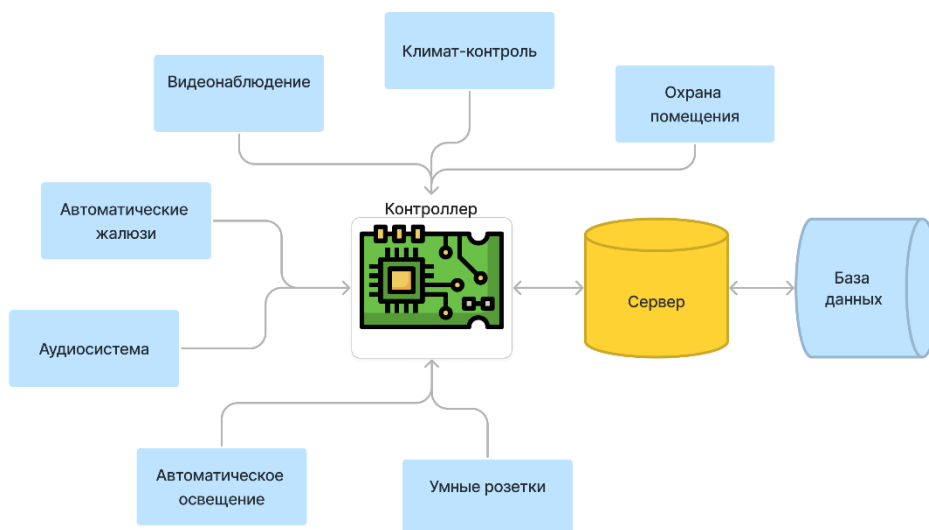 Климат-контроль
Видеонаблюдение
Охрана
помещения
Автоматические
жалюзи
Контроллер
База
данных
Сервер
Аудиосистема
Автоматическое
освещение
Умные розетки